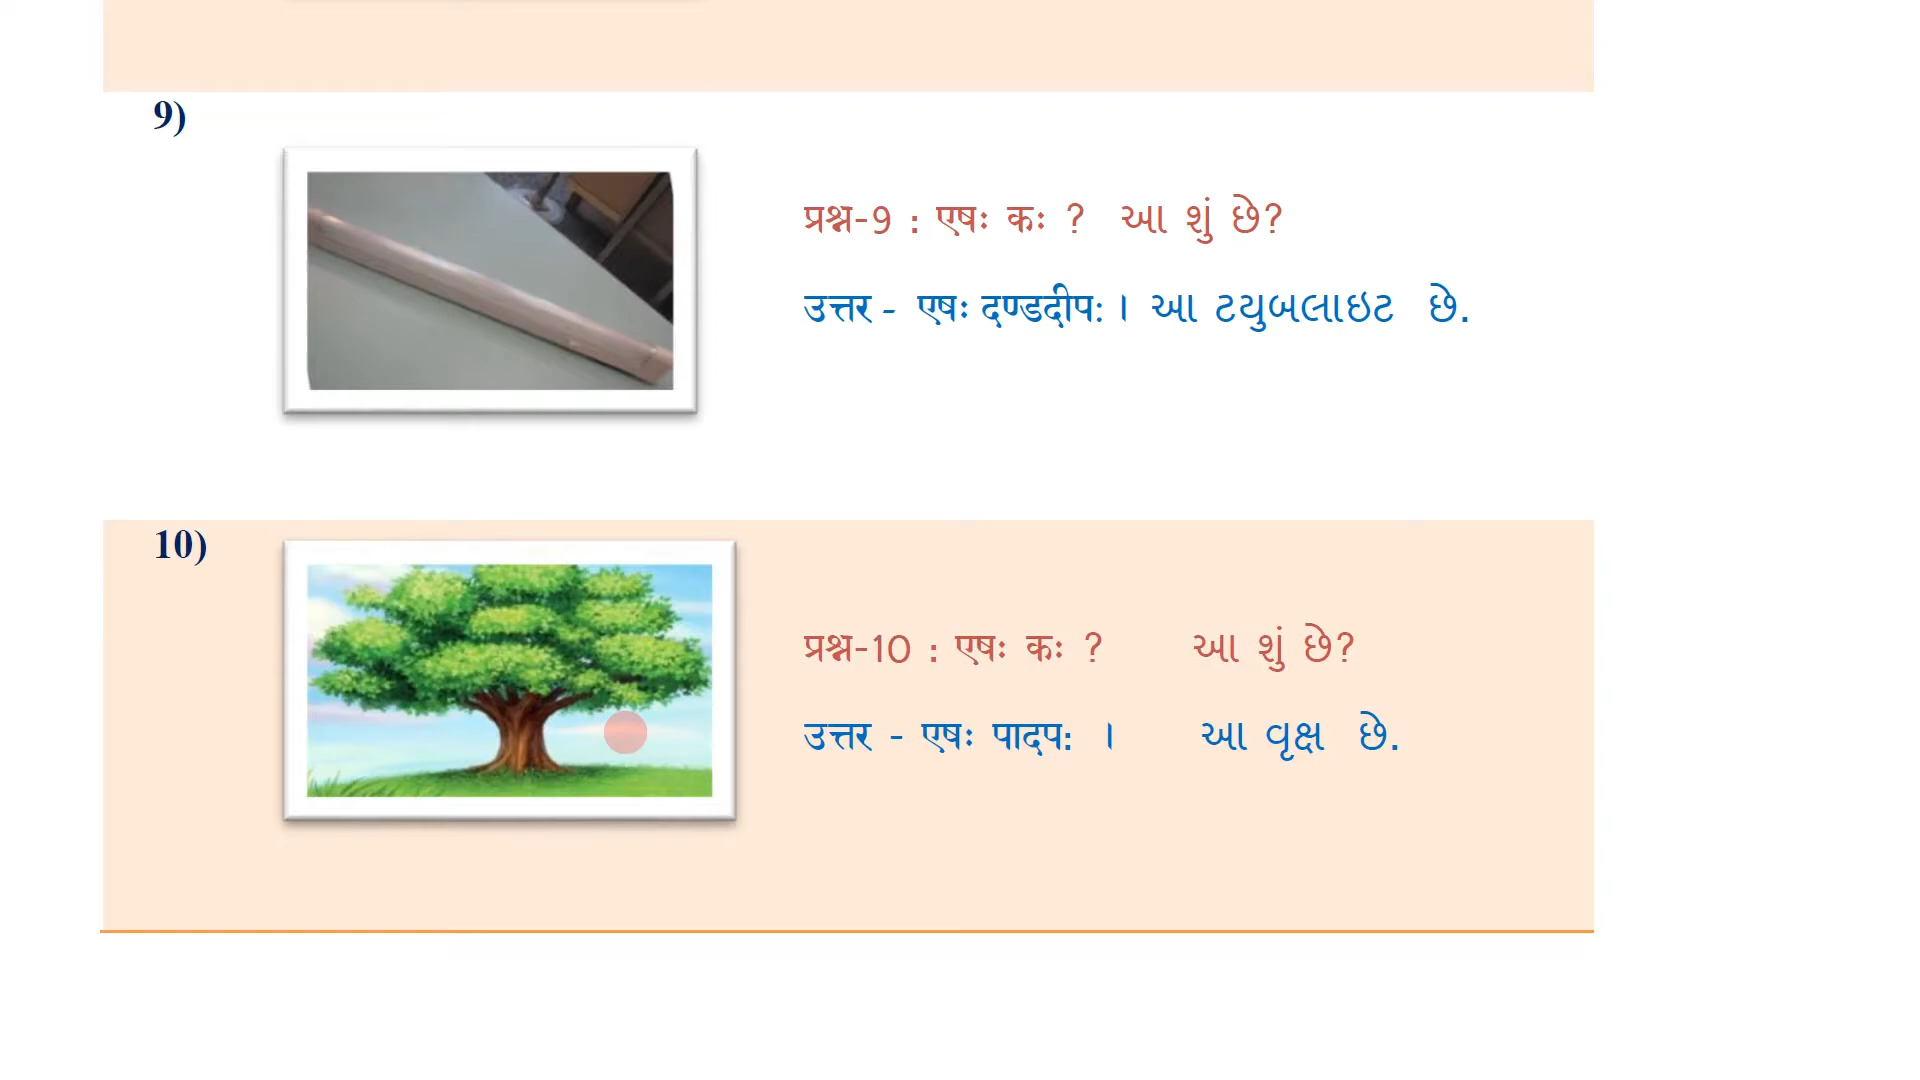 9)
प्रश्न-9 : एषः कः ? આ શું છે?
उत्तर - एषः दण्डदीप: । આ ટયુબલાઇટ છે.
10)
प्रश्न-10 : एषः कः ? આ શું છે?
उत्तर - एषः पादप: । આ વૃક્ષ છે.